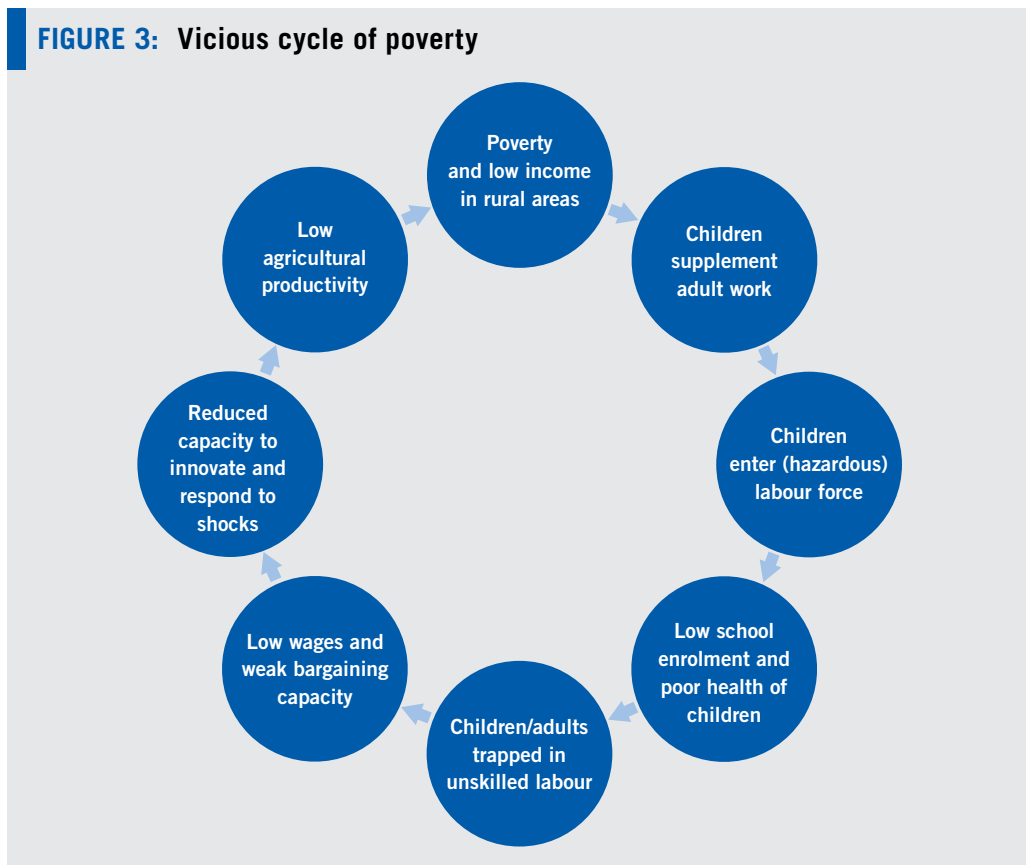 FIGURE 3: Vicious cycle of poverty
Poverty
and low income
in rural areas
Children
supplement
adult work
Children
enter (hazardous)
labour force
Low school
enrolment and
poor health of
children
Children/adults
trapped in
unskilled labour
Low wages and
weak bargaining
capacity
Reduced
capacity to
innovate and
respond to
shocks
Low
agricultural
productivity